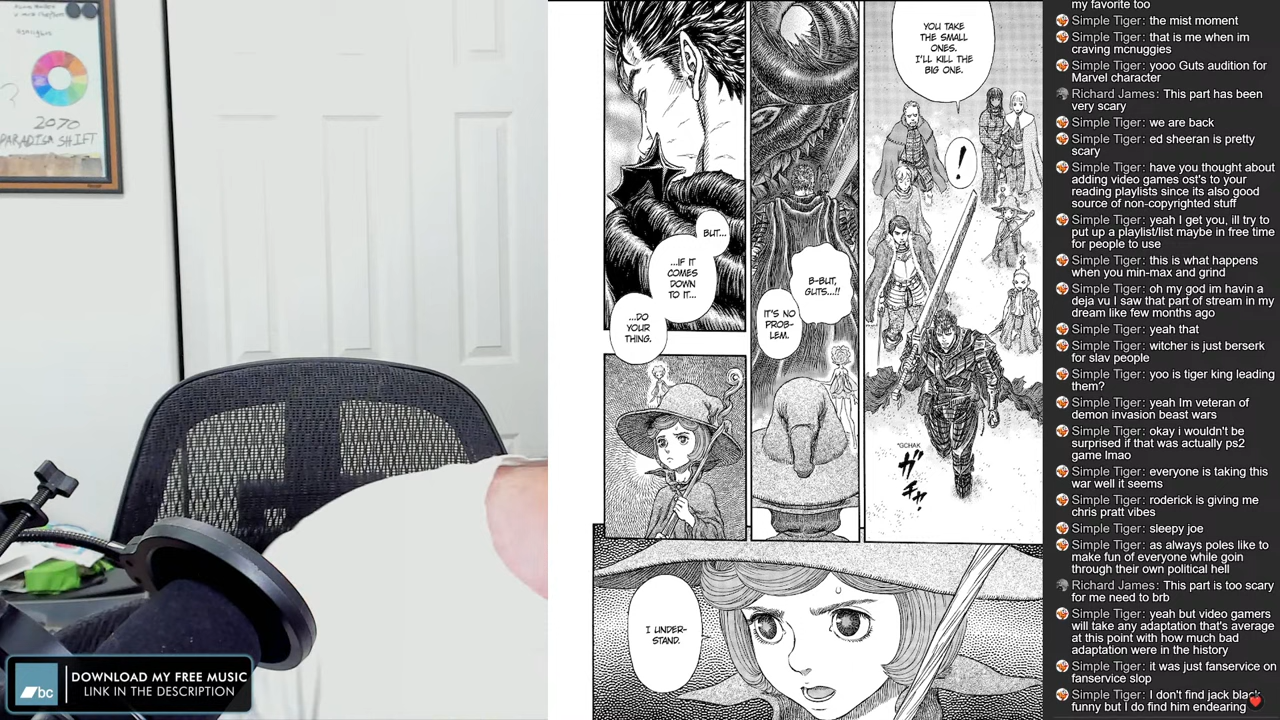 2070
PARADISE SHIFT
bc
DOWNLOAD MY FREE MUSIC
LINK IN THE DESCRIPTION
YOU TAKE
THE SMALL
ONES.
I'LL KILL THE
BIG ONE.
!
*GCHAK
ガ
チャ
B-BUT,
GUTS...!!
IT'S NO
PROB-
LEM.
BUT...
...IF IT
COMES
DOWN
TO IT...
...DO
YOUR
THING.
I UNDER-
STAND.
my favorite too
Simple Tiger: the mist moment
Simple Tiger: that is me when im
craving mcnuggies
Simple Tiger: yooo Guts audition for
Marvel character
Richard James: This part has been
very scary
Simple Tiger: we are back
Simple Tiger: ed sheeran is pretty
scary
Simple Tiger: have you thought about
adding video games ost's to your
reading playlists since its also good
source of non-copyrighted stuff
Simple Tiger: yeah I get you, ill try to
put up a playlist/list maybe in free time
for people to use
Simple Tiger: this is what happens
when you min-max and grind
Simple Tiger: oh my god im havin a
deja vu I saw that part of stream in my
dream like few months ago
Simple Tiger: yeah that
Simple Tiger: witcher is just berserk
for slav people
Simple Tiger: yoo is tiger king leading
them?
Simple Tiger: yeah Im veteran of
demon invasion beast wars
Simple Tiger: okay i wouldn't be
surprised if that was actually ps2
game lmao
Simple Tiger: everyone is taking this
war well it seems
Simple Tiger: roderick is giving me
chris pratt vibes
Simple Tiger: sleepy joe
Simple Tiger: as always poles like to
make fun of everyone while goin
through their own political hell
Richard James: This part is too scary
for me need to brb
Simple Tiger: yeah but video gamers
will take any adaptation that's average
at this point with how much bad
adaptation were in the history
Simple Tiger: it was just fanservice on
fanservice slop
Simple Tiger: I don't find jack black
funny but I do find him endearing